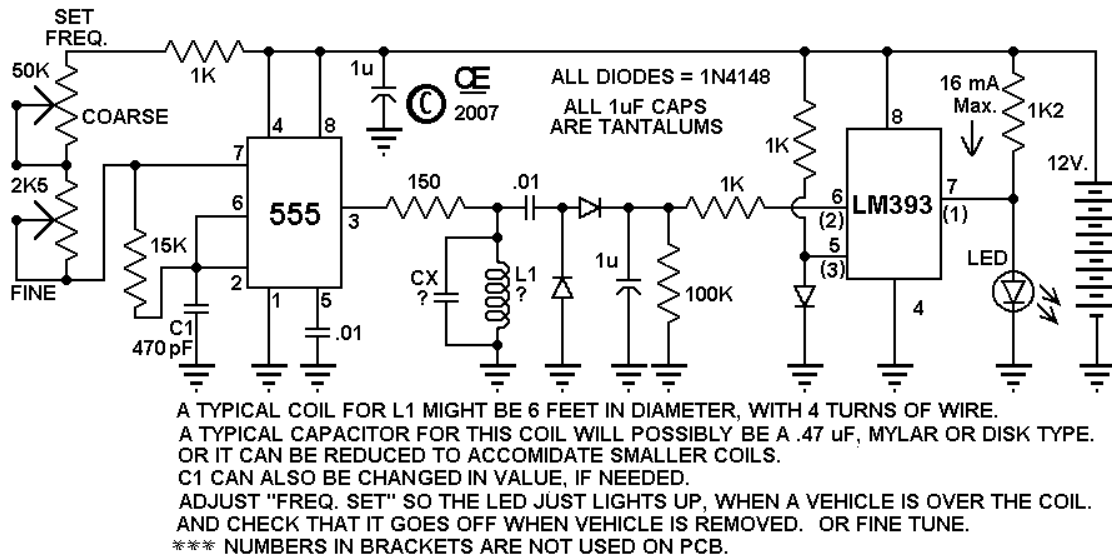 SET
FREQ.
50K
COARSE
2K5
FINE
1K
15K
C1
470 pF
7
6
2
4
8
555
3
1
5
.01
1u
© OE
2007
ALL DIODES = 1N4148
ALL 1uF CAPS
ARE TANTALUMS
150
.01
CX
?
L1
?
1u
100K
1K
1K
6
(2)
5
(3)
8
LM393
4
7
(1)
16 mA
Max.
1K2
LED
12V.
A TYPICAL COIL FOR L1 MIGHT BE 6 FEET IN DIAMETER, WITH 4 TURNS OF WIRE.
A TYPICAL CAPACITOR FOR THIS COIL WILL POSSIBLY BE A .47 uF, MYLAR OR DISK TYPE.
OR IT CAN BE REDUCED TO ACCOMIDATE SMALLER COILS.
C1 CAN ALSO BE CHANGED IN VALUE, IF NEEDED.
ADJUST "FREQ. SET" SO THE LED JUST LIGHTS UP, WHEN A VEHICLE IS OVER THE COIL.
AND CHECK THAT IT GOES OFF WHEN VEHICLE IS REMOVED. OR FINE TUNE.
*** NUMBERS IN BRACKETS ARE NOT USED ON PCB.